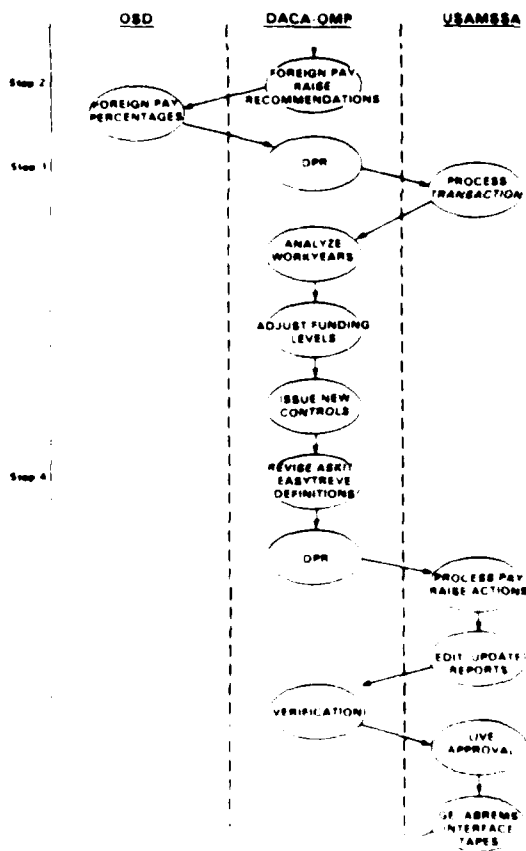 OSD DACA-OMP USAMSSA
Step 2
FOREIGN PAY
RAISE
RECOMMENDATIONS
FOREIGN PAY
PERCENTAGES
Step 3
DPR
PROCESS
TRANSACTION
ANALYZE
WORKYEARS
ADJUST FUNDING
LEVELS
ISSUE NEW
CONTROLS
Step 4
REVISE ASKIT
EASYTREVE
DEFINITIONS
DPR
PROCESS PAY
RAISE ACTIONS
EDIT UPDATE
REPORTS
VERIFICATION
LIVE
APPROVAL
ABREMS
INTERFACE
TAPES